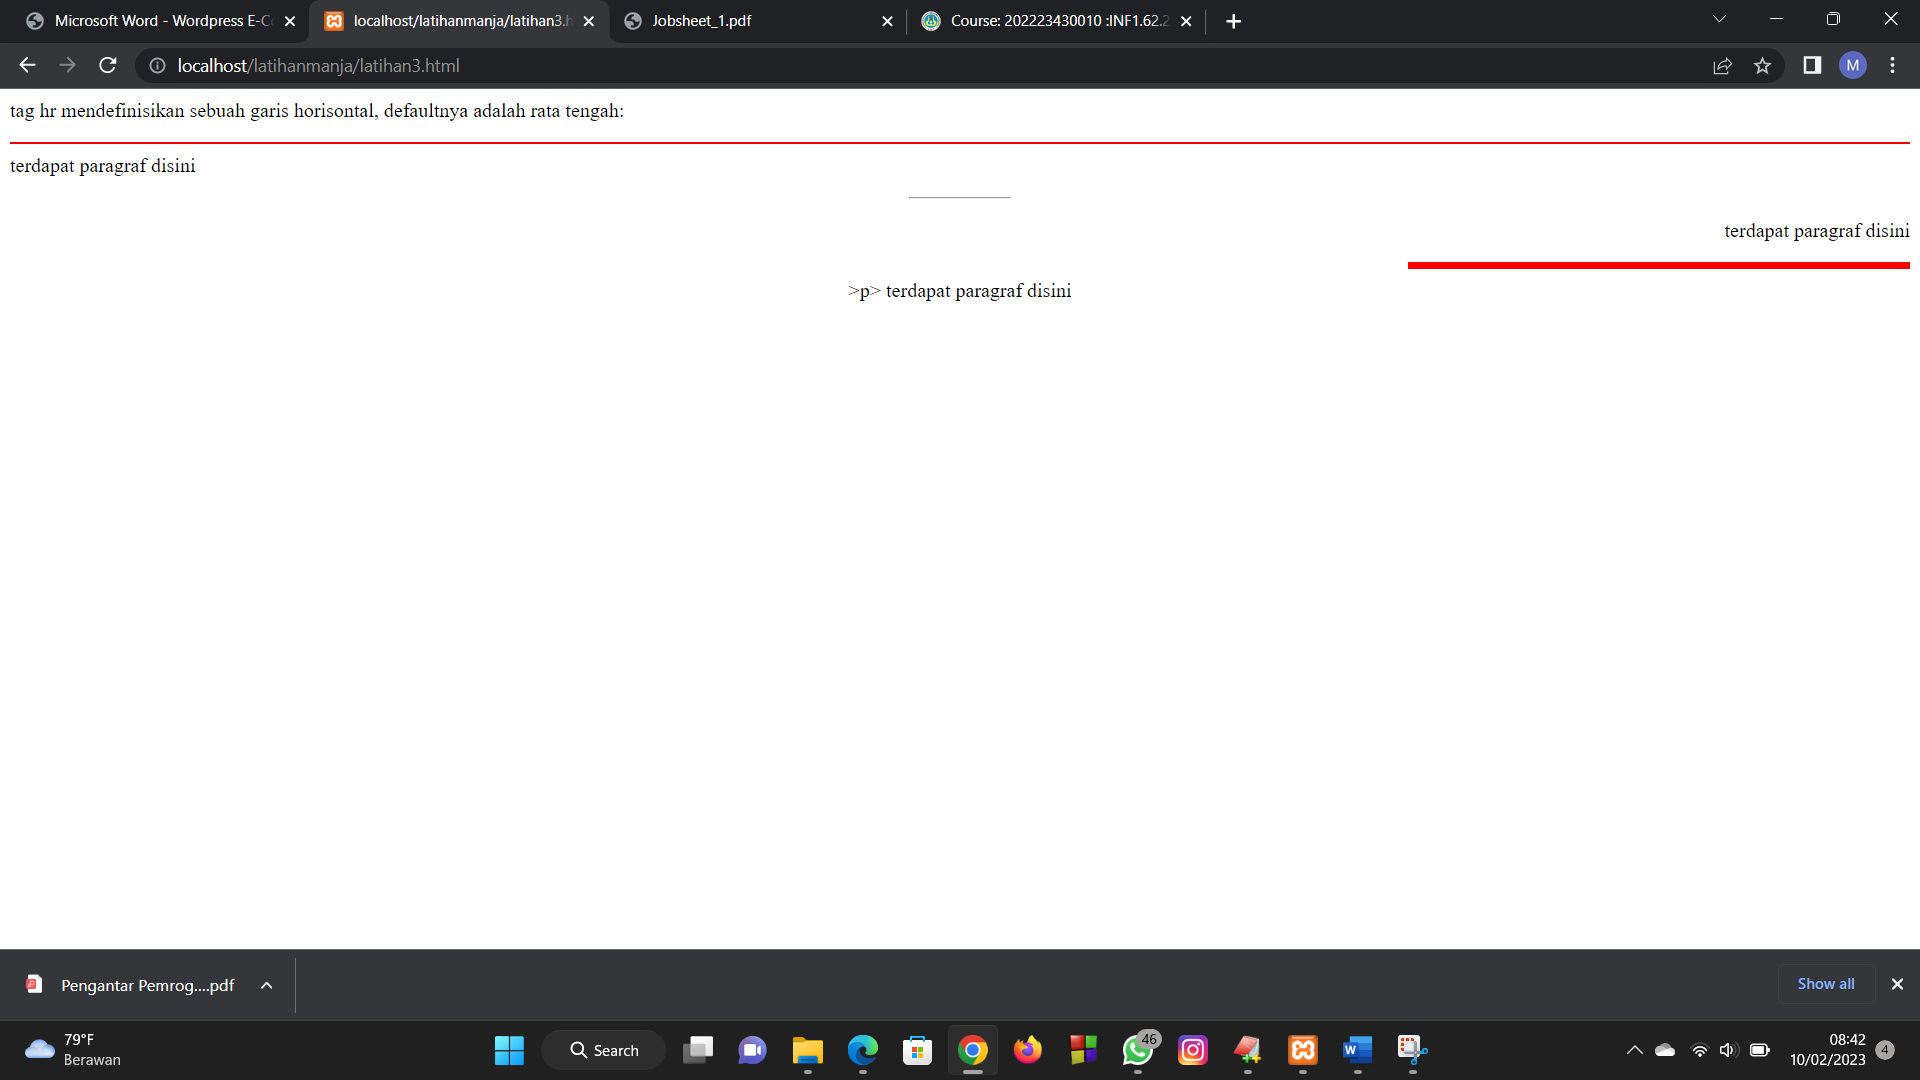 Microsoft Word - Wordpress E-Co
localhost/latihanmanja/latihan3.h
Jobsheet_1.pdf
Course: 202223430010 :INF1.62.2
localhost/latihanmanja/latihan3.html
M
tag hr mendefinisikan sebuah garis horisontal, defaultnya adalah rata tengah:
terdapat paragraf disini
terdapat paragraf disini
>p> terdapat paragraf disini
Pengantar Pemrog....pdf
Show all
79°F
Berawan
Search
46
08:42
10/02/2023
4